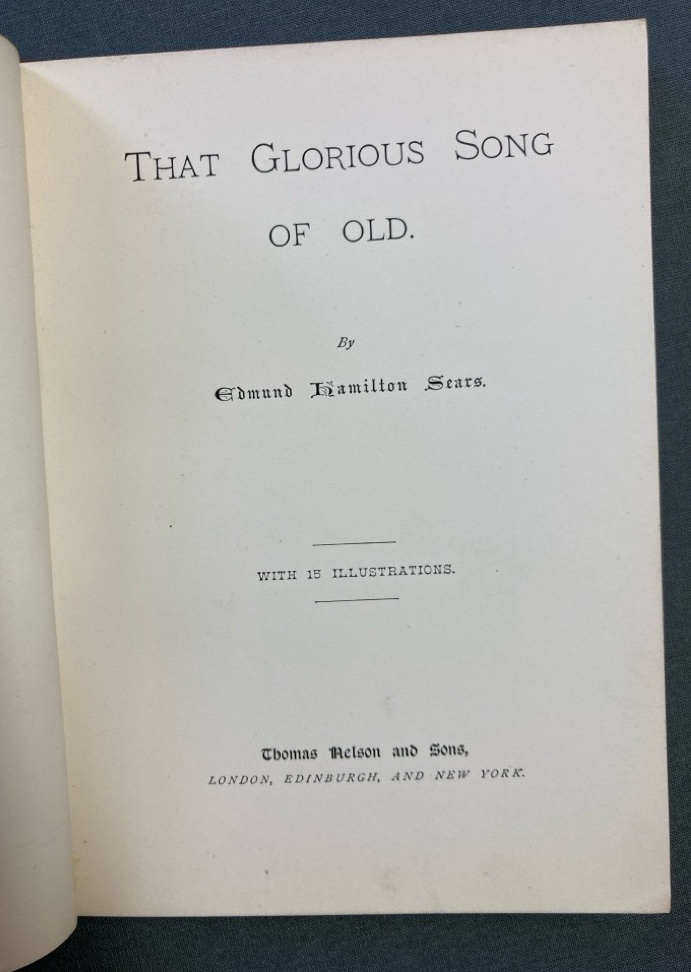 THAT GLORIOUS SONG
OF OLD.
By
Edmund Hamilton Sears.
WITH 15 ILLUSTRATIONS.
Thomas Nelson and Sons,
LONDON, EDINBURGH, AND NEW YORK.